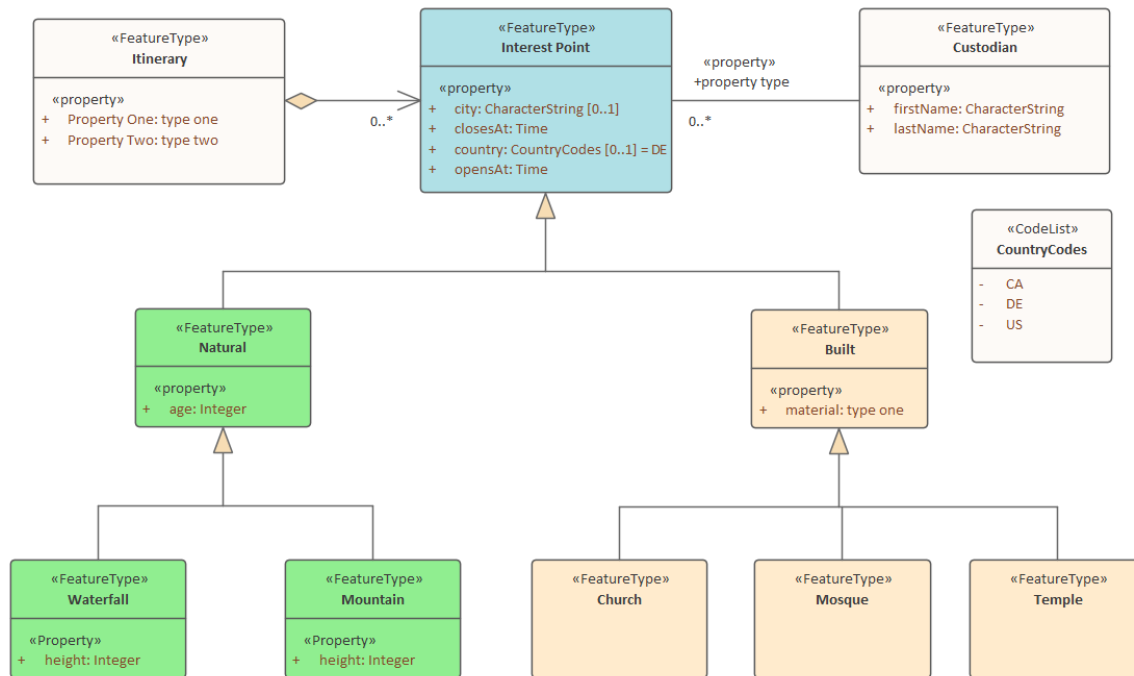 «FeatureType»
Itinerary
«property»
+ Property One: type one
+ Property Two: type two
0..*
«FeatureType»
Interest Point
«property»
+ city: CharacterString [0..1]
+ closesAt: Time
+ country: CountryCodes [0..1] = DE
+ opensAt: Time
«property»
+property type
0..*
«FeatureType»
Custodian
«property»
+ firstName: CharacterString
+ lastName: CharacterString
«CodeList»
CountryCodes
- CA
- DE
- US
«FeatureType»
Natural
«property»
+ age: Integer
«FeatureType»
Built
«property»
+ material: type one
«FeatureType»
Waterfall
«Property»
+ height: Integer
«FeatureType»
Mountain
«Property»
+ height: Integer
«FeatureType»
Church
«FeatureType»
Mosque
«FeatureType»
Temple